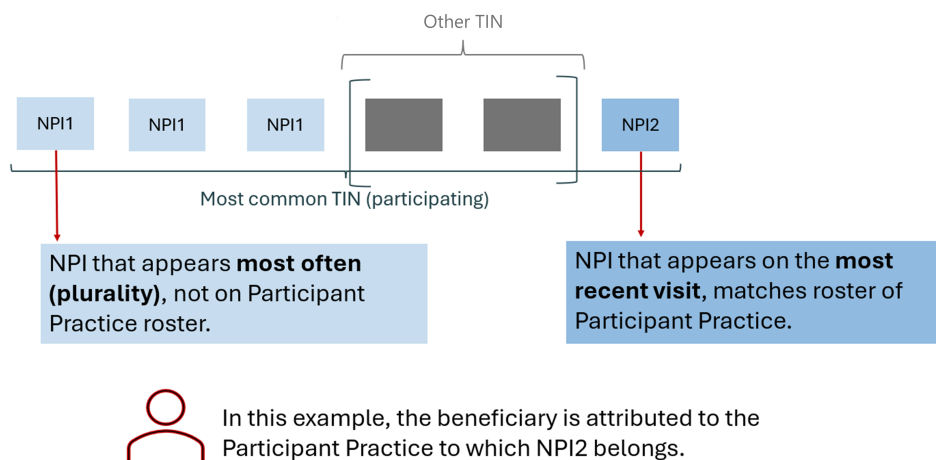 Other TIN
NPI1
NPI1
NPI1
NPI2
Most common TIN (participating)
NPI that appears most often
(plurality), not on Participant
Practice roster.
NPI that appears on the most
recent visit, matches roster of
Participant Practice.
In this example, the beneficiary is attributed to the
Participant Practice to which NPI2 belongs.